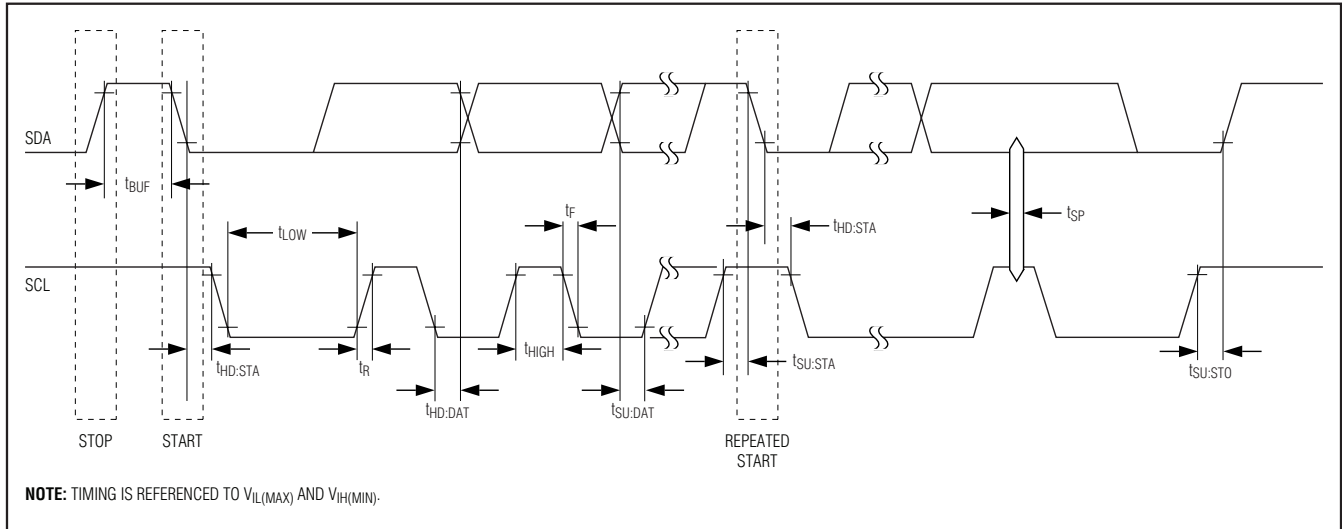 SDA
tBUF
tLOW
tF
tHD:STA
tSP
SCL
tHD:STA
tR
tHIGH
tHD:DAT
tSU:DAT
tSU:STA
tSU:STO
STOP
START
REPEATED
START
NOTE: TIMING IS REFERENCED TO VIL(MAX) AND VIH(MIN).